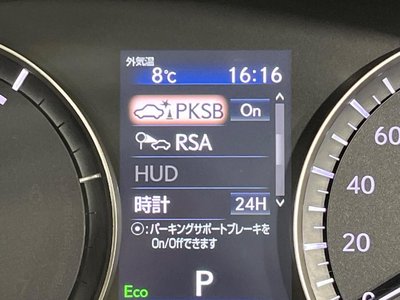 外気温
8℃ 16:16
PKSB On
RSA
HUD
時計 24H
◉:パーキングサポートブレーキを
On/Offできます
P
Eco
60
40
20